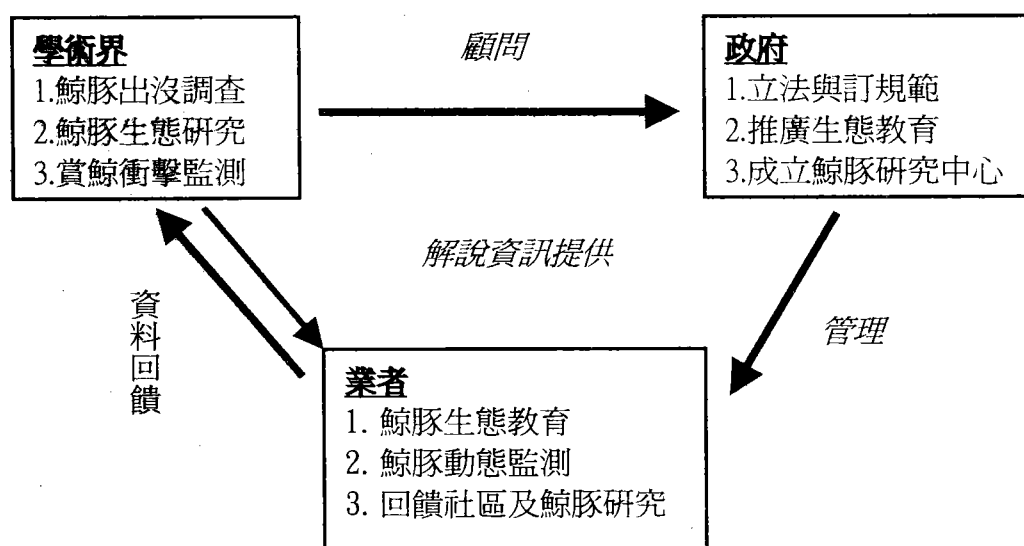 學術界
1.鯨豚出沒調查
2.鯨豚生態研究
3.賞鯨衝擊監測
顧問
政府
1.立法與訂規範
2.推廣生態教育
3.成立鯨豚研究中心
解說資訊提供
資料回饋
管理
業者
1. 鯨豚生態教育
2. 鯨豚動態監測
3. 回饋社區及鯨豚研究